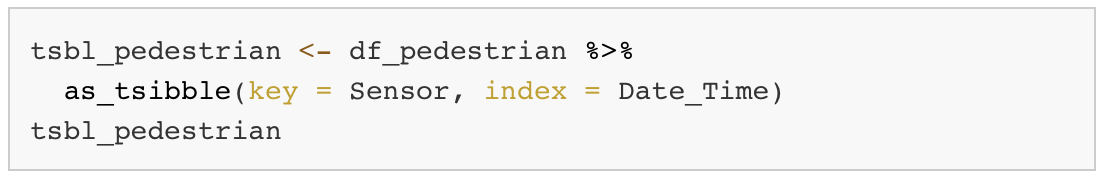 tsbl_pedestrian <- df_pedestrian %>%
  as_tsibble(key = Sensor, index = Date_Time)
tsbl_pedestrian